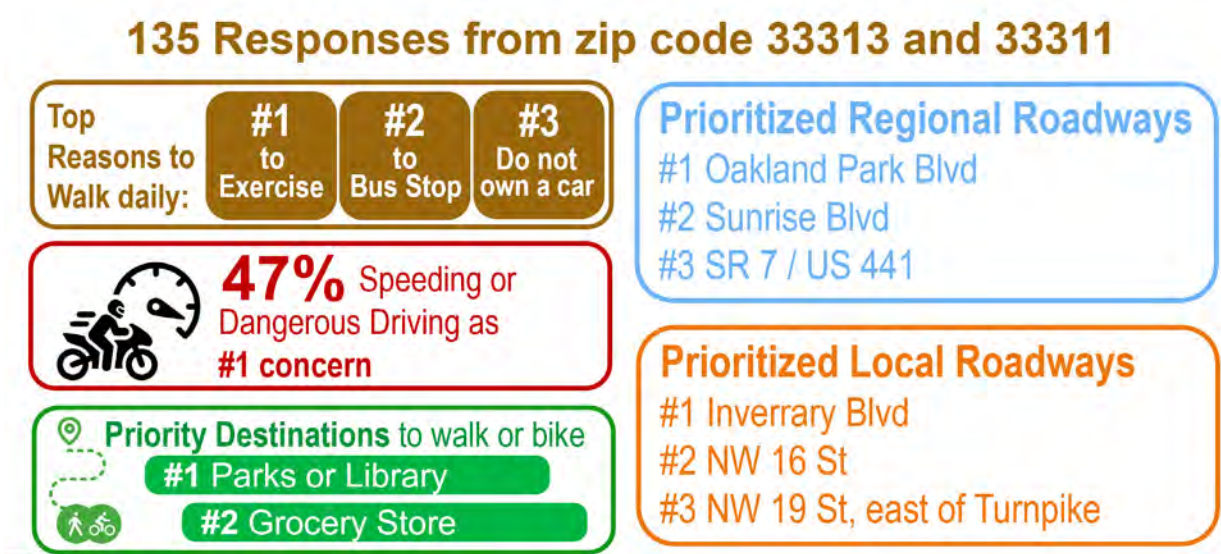 135 Responses from zip code 33313 and 33311
Top
Reasons to
Walk daily:
#1
to
Exercise
#2
to
Bus Stop
#3
Do not
own a car
47% Speeding or
Dangerous Driving as
#1 concern
Priority Destinations to walk or bike
#1 Parks or Library
#2 Grocery Store
Prioritized Regional Roadways
#1 Oakland Park Blvd
#2 Sunrise Blvd
#3 SR 7 / US 441
Prioritized Local Roadways
#1 Inverrary Blvd
#2 NW 16 St
#3 NW 19 St, east of Turnpike